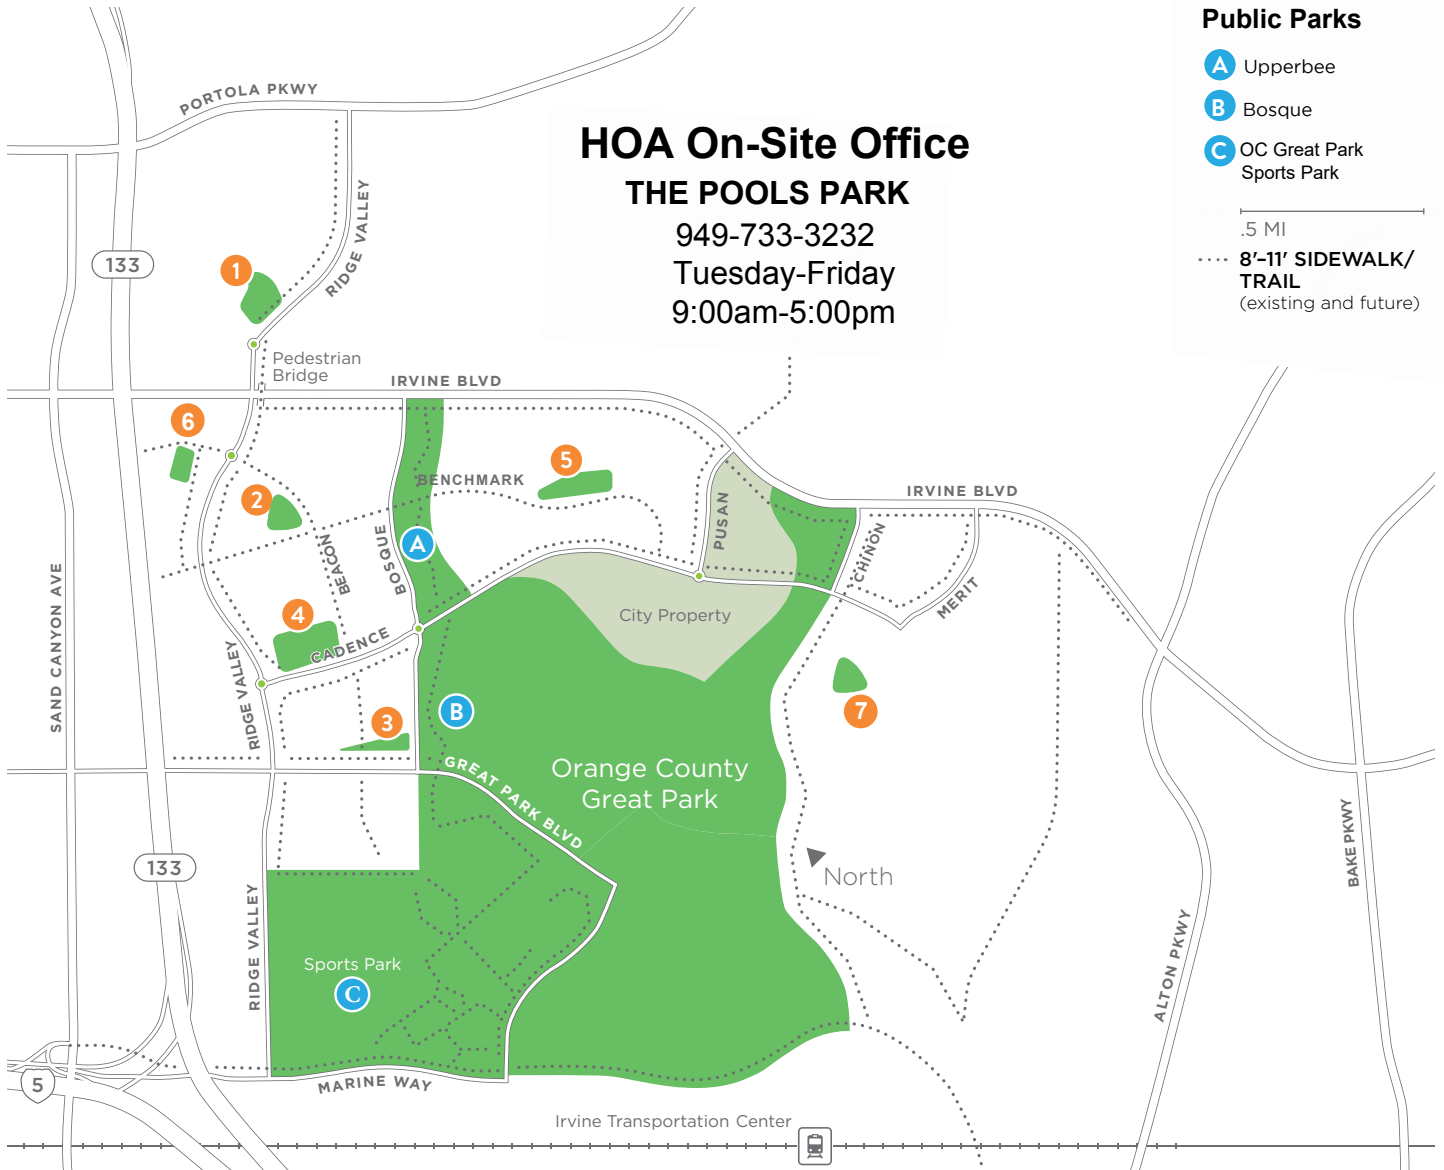 Public Parks
A Upperbee
B Bosque
C OC Great Park
Sports Park
.5 MI
8'–11' SIDEWALK/
TRAIL
(existing and future)
HOA On-Site Office
THE POOLS PARK
949-733-3232
Tuesday-Friday
9:00am-5:00pm
PORTOLA PKWY
RIDGE VALLEY
133
1
Pedestrian
Bridge
IRVINE BLVD
6
5
BENCHMARK
2
IRVINE BLVD
PUSAN
CHINON
A
BOSQUE
BEACON
SAND CANYON AVE
MERIT
4
City Property
CADENCE
RIDGE VALLEY
3
B
7
GREAT PARK BLVD
Orange County
Great Park
133
North
BAKE PKWY
RIDGE VALLEY
ALTON PKWY
Sports Park
C
5
MARINE WAY
Irvine Transportation Center